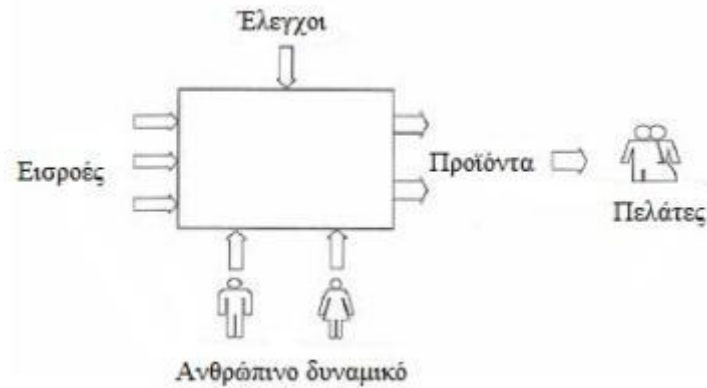 Έλεγχοι
Εισροές
Προϊόντα
Πελάτες
Ανθρώπινο δυναμικό